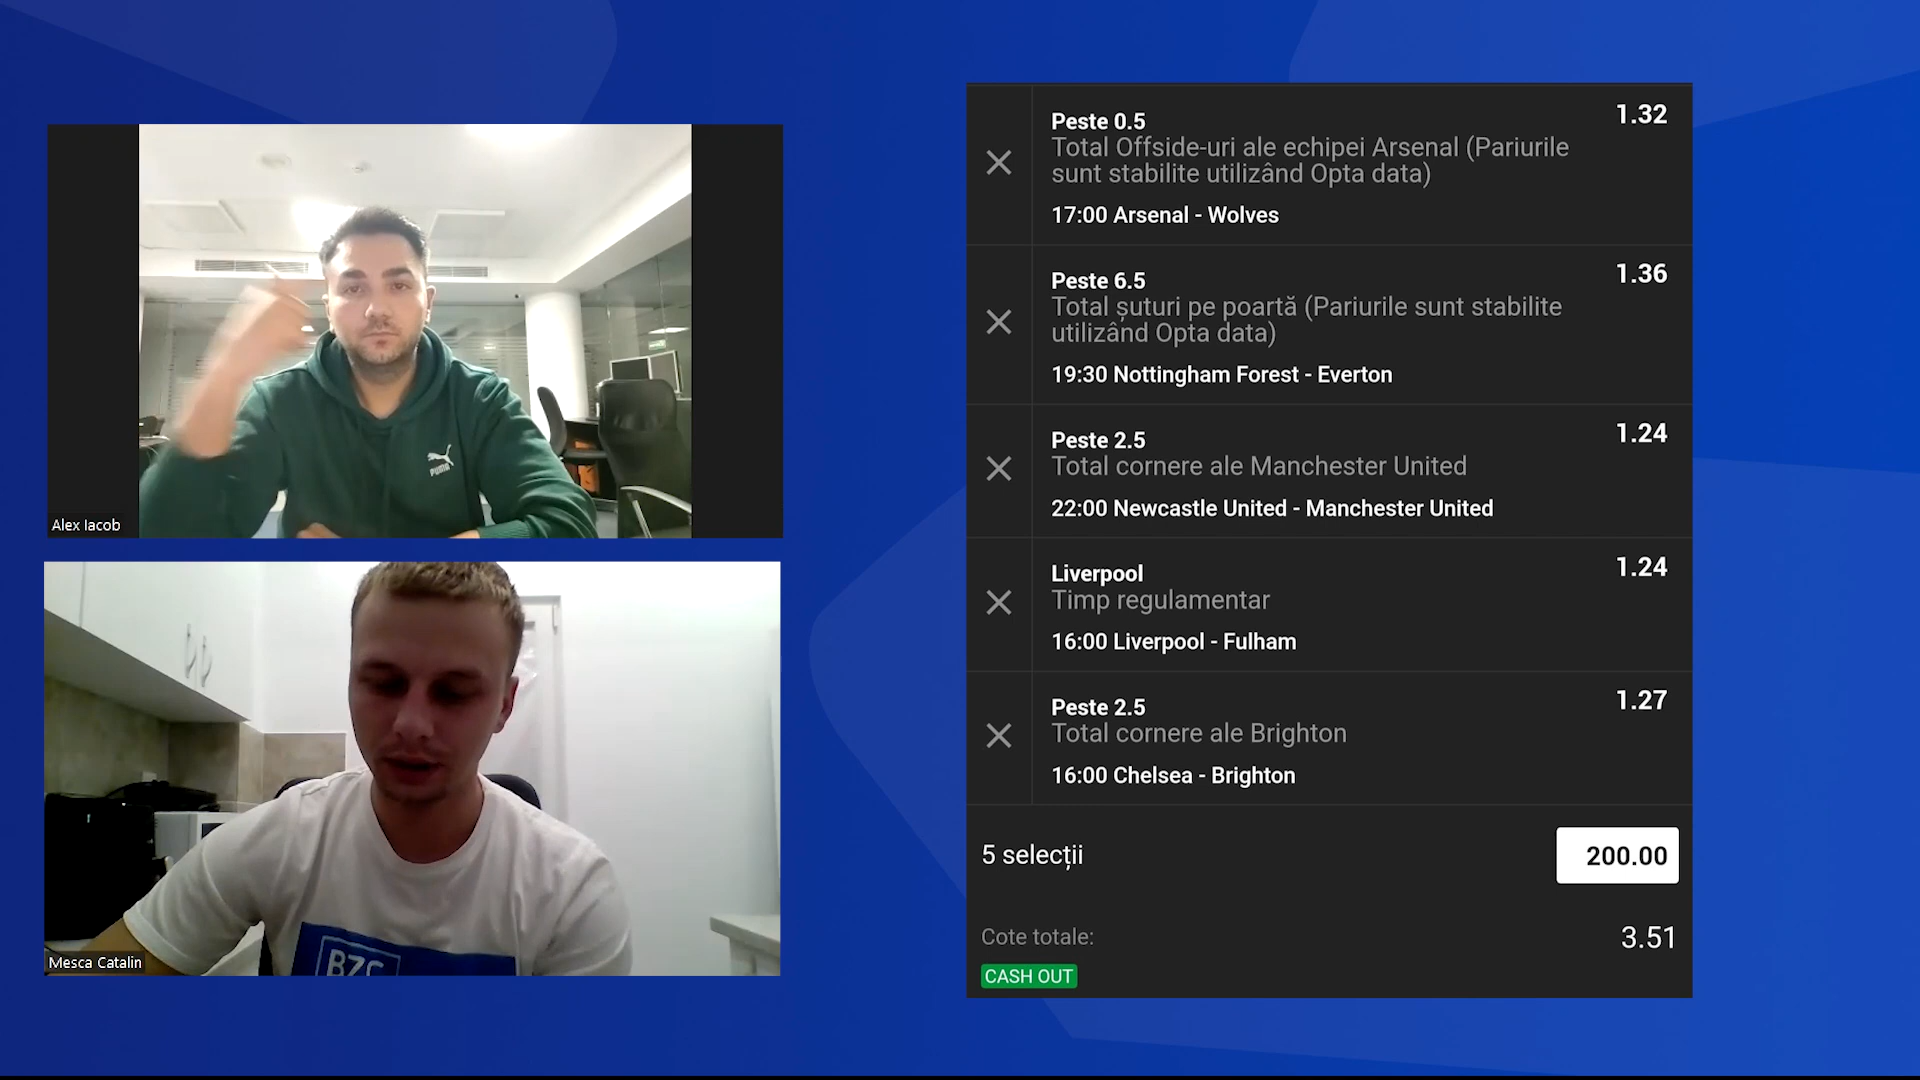 Alex Iacob
PUMA
Mesca Catalin
Peste 0.5
1.32
Total Offside-uri ale echipei Arsenal (Pariurile
sunt stabilite utilizând Opta data)
17:00 Arsenal - Wolves
Peste 6.5
1.36
Total șuturi pe poartă (Pariurile sunt stabilite
utilizând Opta data)
19:30 Nottingham Forest - Everton
Peste 2.5
1.24
Total cornere ale Manchester United
22:00 Newcastle United - Manchester United
Liverpool
1.24
Timp regulamentar
16:00 Liverpool - Fulham
Peste 2.5
1.27
Total cornere ale Brighton
16:00 Chelsea - Brighton
5 selecții
200.00
Cote totale:
3.51
CASH OUT